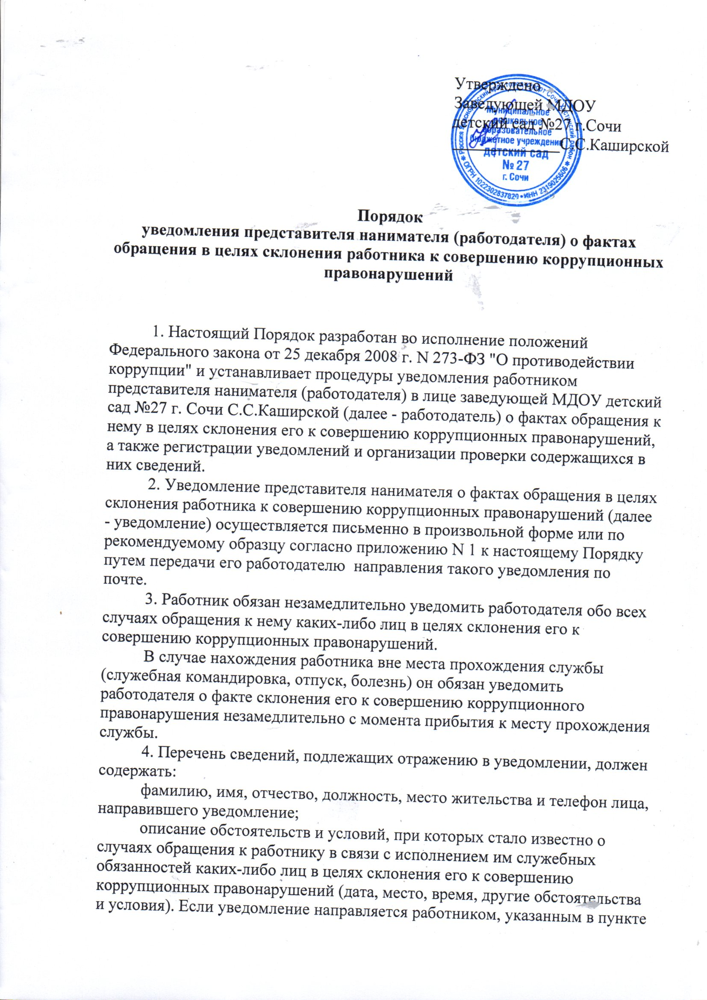 Утверждено
Заведующей МДОУ
детский сад №27 г.Сочи
С.С.Каширской
Россия Краснодарский край город-курорт Сочи Хостинский район
Муниципальное
дошкольное
образовательное
бюджетное учреждение
детский сад
№ 27
г. Сочи
ОГРН 1022302837820 • ИНН 2319025606
Порядок
уведомления представителя нанимателя (работодателя) о фактах
обращения в целях склонения работника к совершению коррупционных
правонарушений
1. Настоящий Порядок разработан во исполнение положений
Федерального закона от 25 декабря 2008 г. N 273-ФЗ "О противодействии
коррупции" и устанавливает процедуры уведомления работником
представителя нанимателя (работодателя) в лице заведующей МДОУ детский
сад №27 г. Сочи С.С.Каширской (далее - работодатель) о фактах обращения к
нему в целях склонения его к совершению коррупционных правонарушений,
а также регистрации уведомлений и организации проверки содержащихся в
них сведений.
2. Уведомление представителя нанимателя о фактах обращения в целях
склонения работника к совершению коррупционных правонарушений (далее
- уведомление) осуществляется письменно в произвольной форме или по
рекомендуемому образцу согласно приложению N 1 к настоящему Порядку
путем передачи его работодателю направления такого уведомления по
почте.
3. Работник обязан незамедлительно уведомить работодателя обо всех
случаях обращения к нему каких-либо лиц в целях склонения его к
совершению коррупционных правонарушений.
В случае нахождения работника вне места прохождения службы
(служебная командировка, отпуск, болезнь) он обязан уведомить
работодателя о факте склонения его к совершению коррупционного
правонарушения незамедлительно с момента прибытия к месту прохождения
службы.
4. Перечень сведений, подлежащих отражению в уведомлении, должен
содержать:
фамилию, имя, отчество, должность, место жительства и телефон лица,
направившего уведомление;
описание обстоятельств и условий, при которых стало известно о
случаях обращения к работнику в связи с исполнением им служебных
обязанностей каких-либо лиц в целях склонения его к совершению
коррупционных правонарушений (дата, место, время, другие обстоятельства
и условия). Если уведомление направляется работником, указанным в пункте